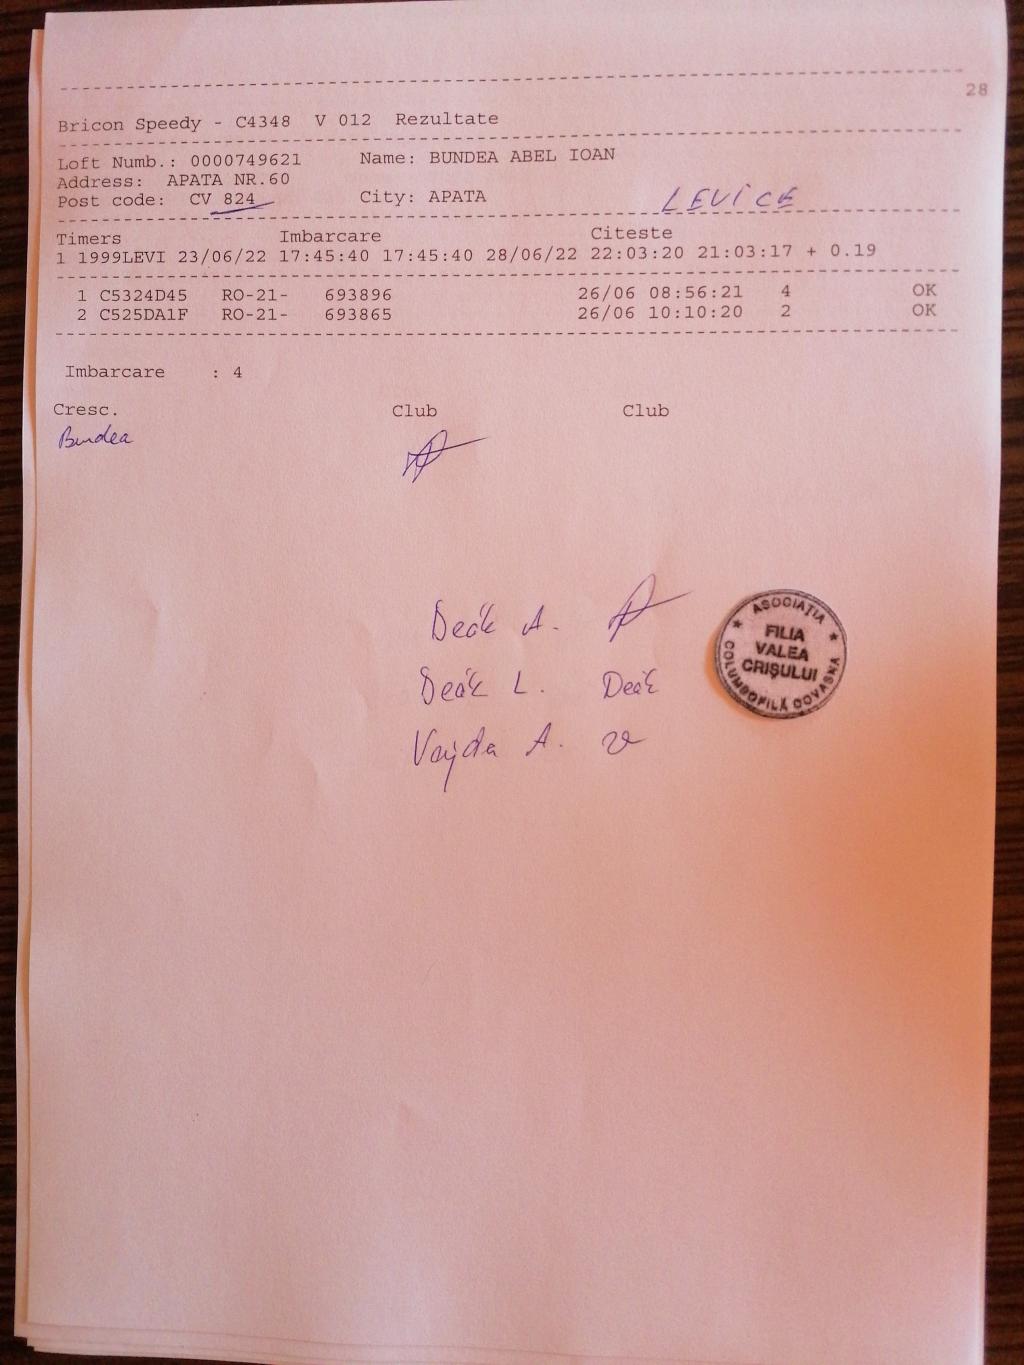 28
Bricon Speedy - C4348 V 012 Rezultate
Loft Numb.: 0000749621 Name: BUNDEA ABEL IOAN
Address: APATA NR.60
Post code: CV 824 City: APATA LEVICE
Timers Imbarcare Citeste
1 1999LEVI 23/06/22 17:45:40 17:45:40 28/06/22 22:03:20 21:03:17 + 0.19
1 C5324D45 RO-21- 693896 26/06 08:56:21 4 OK
2 C525DA1F RO-21- 693865 26/06 10:10:20 2 OK
Imbarcare : 4
Cresc. Club Club
Bundea
Deák A.
Deák L. Deák
Vajda A.
ASOCIAȚIA
FILIA
VALEA
CRIȘULUI
COLUMBOFILĂ COVASNA